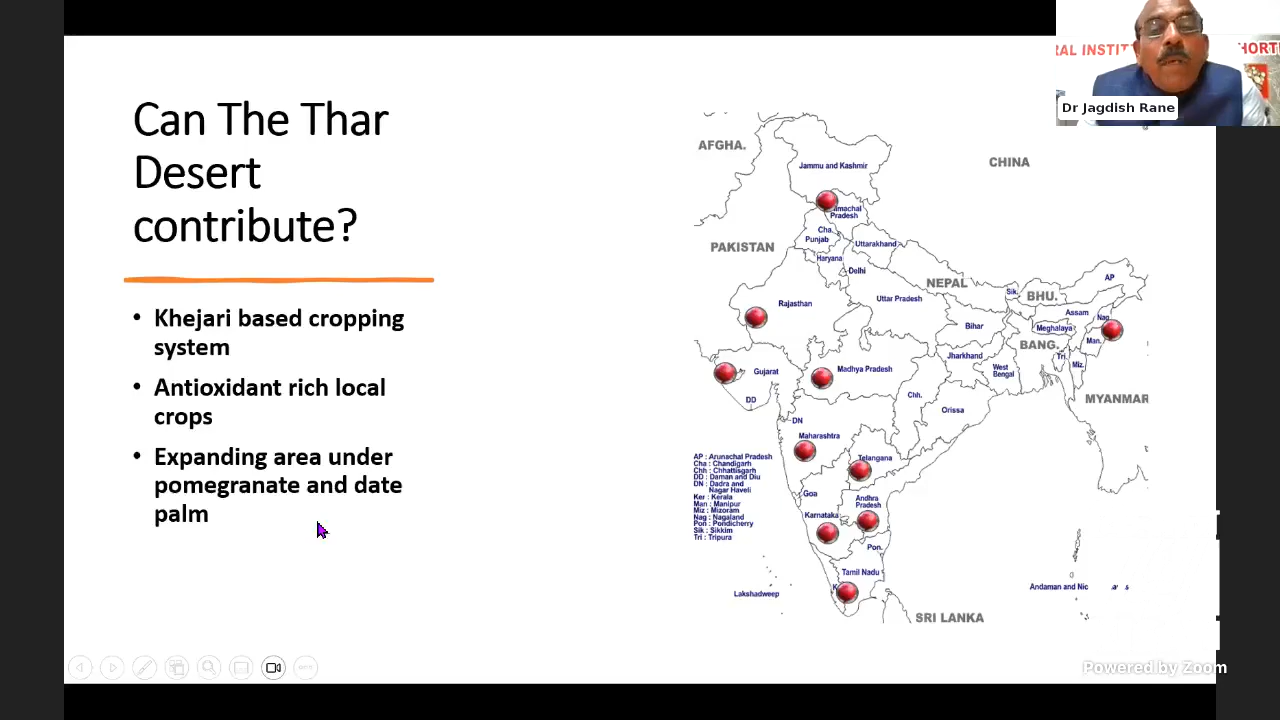 Can The Thar
Desert
contribute?
• Khejari based cropping
system
• Antioxidant rich local
crops
• Expanding area under
pomegranate and date
palm
RAL INSTIT
HORT
Dr Jagdish Rane
AFGHA.
CHINA
Jammu and Kashmir
Pradesh
Cha.
Punjab
Uttarakhand
PAKISTAN
Haryana
Delhi
NEPAL
AP
Rajasthan
Uttar Pradesh
Sik.
BHU.
Assam
Nag
Bihar
Meghalaya
Man.
BANG.
Jharkhand
Tri.
Miz.
Gujarat
Madhya Pradesh
West
Bengal
MYANMAR
DD
Chh.
Orissa
DN
Maharashtra
Telangana
AP : Arunachal Pradesh
Cha : Chandigarh
Chh : Chhattisgarh
DD : Daman and Diu
DN : Dadra and
Nagar Haveli
Ker : Kerala
Man : Manipur
Miz : Mizoram
Nag : Nagaland
Pon : Pondicherry
Sik : Sikkim
Tri : Tripura
Goa
Andhra
Pradesh
Karnataka
Pon.
Tamil Nadu
Lakshadweep
Andaman and Nic
SRI LANKA
Powered by Zoom